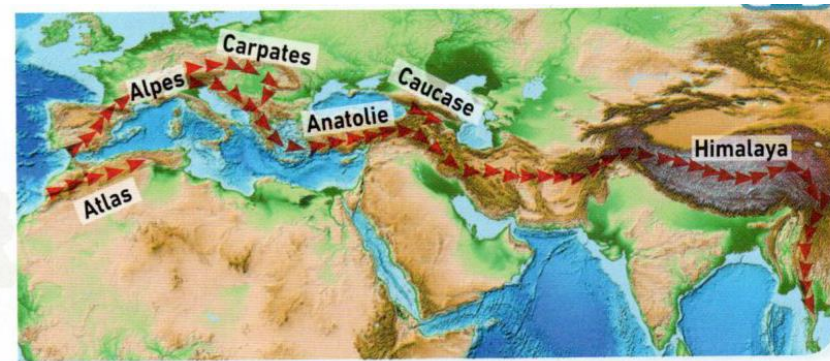 Carpates
Alpes
Caucase
Anatolie
Himalaya
Atlas